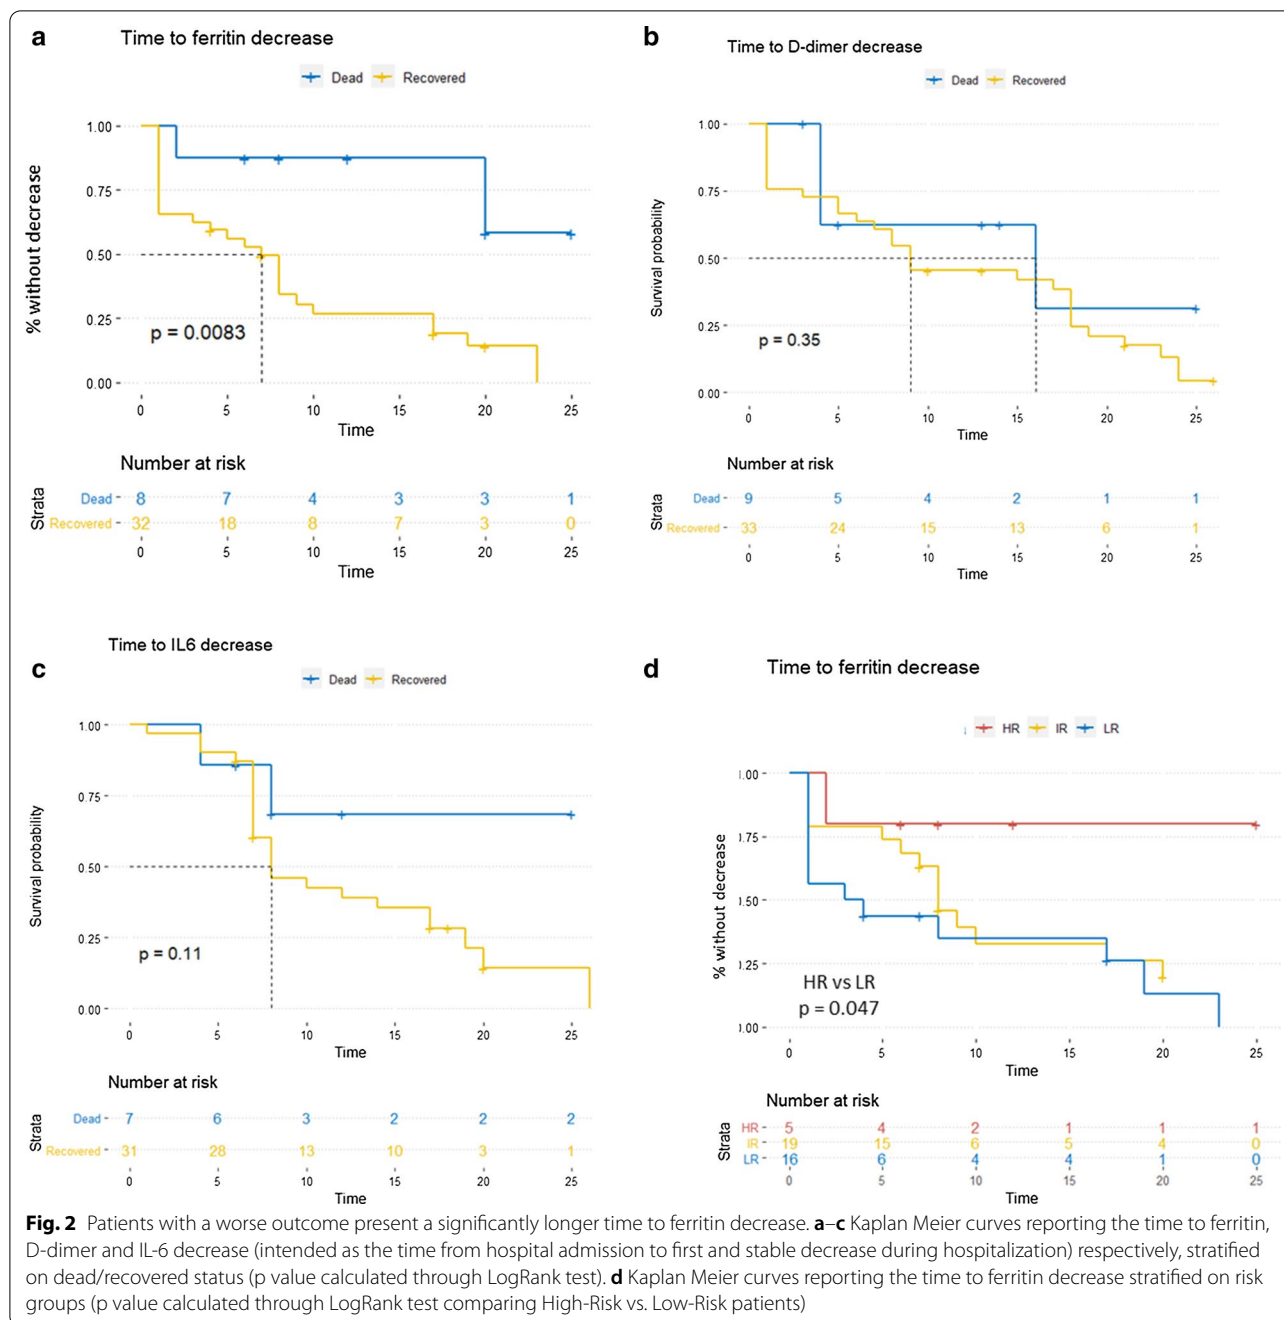 a
Time to ferritin decrease
Dead Recovered
1.00
0.75
0.50
0.25
0.00
% without decrease
p = 0.0083
0 5 10 15 20 25
Time
Number at risk
Strata
Dead 8 7 4 3 3 1
Recovered 32 18 8 7 3 0
0 5 10 15 20 25
Time
b
Time to D-dimer decrease
Dead Recovered
1.00
0.75
0.50
0.25
0.00
Survival probability
p = 0.35
0 5 10 15 20 25
Time
Number at risk
Strata
Dead 9 5 4 2 1 1
Recovered 33 24 15 13 6 1
0 5 10 15 20 25
Time
c
Time to IL6 decrease
Dead Recovered
1.00
0.75
0.50
0.25
0.00
Survival probability
p = 0.11
0 5 10 15 20 25
Time
Number at risk
Strata
Dead 7 6 3 2 2 2
Recovered 31 28 13 10 3 1
0 5 10 15 20 25
Time
d
Time to ferritin decrease
HR IR LR
1.00
0.75
0.50
0.25
0.00
% without decrease
HR vs LR
p = 0.047
0 5 10 15 20 25
Time
Number at risk
Strata
HR 5 4 2 1 1 1
IR 19 15 6 5 4 0
LR 16 6 4 4 1 0
0 5 10 15 20 25
Time
Fig. 2 Patients with a worse outcome present a significantly longer time to ferritin decrease. a–c Kaplan Meier curves reporting the time to ferritin,
D-dimer and IL-6 decrease (intended as the time from hospital admission to first and stable decrease during hospitalization) respectively, stratified
on dead/recovered status (p value calculated through LogRank test). d Kaplan Meier curves reporting the time to ferritin decrease stratified on risk
groups (p value calculated through LogRank test comparing High-Risk vs. Low-Risk patients)